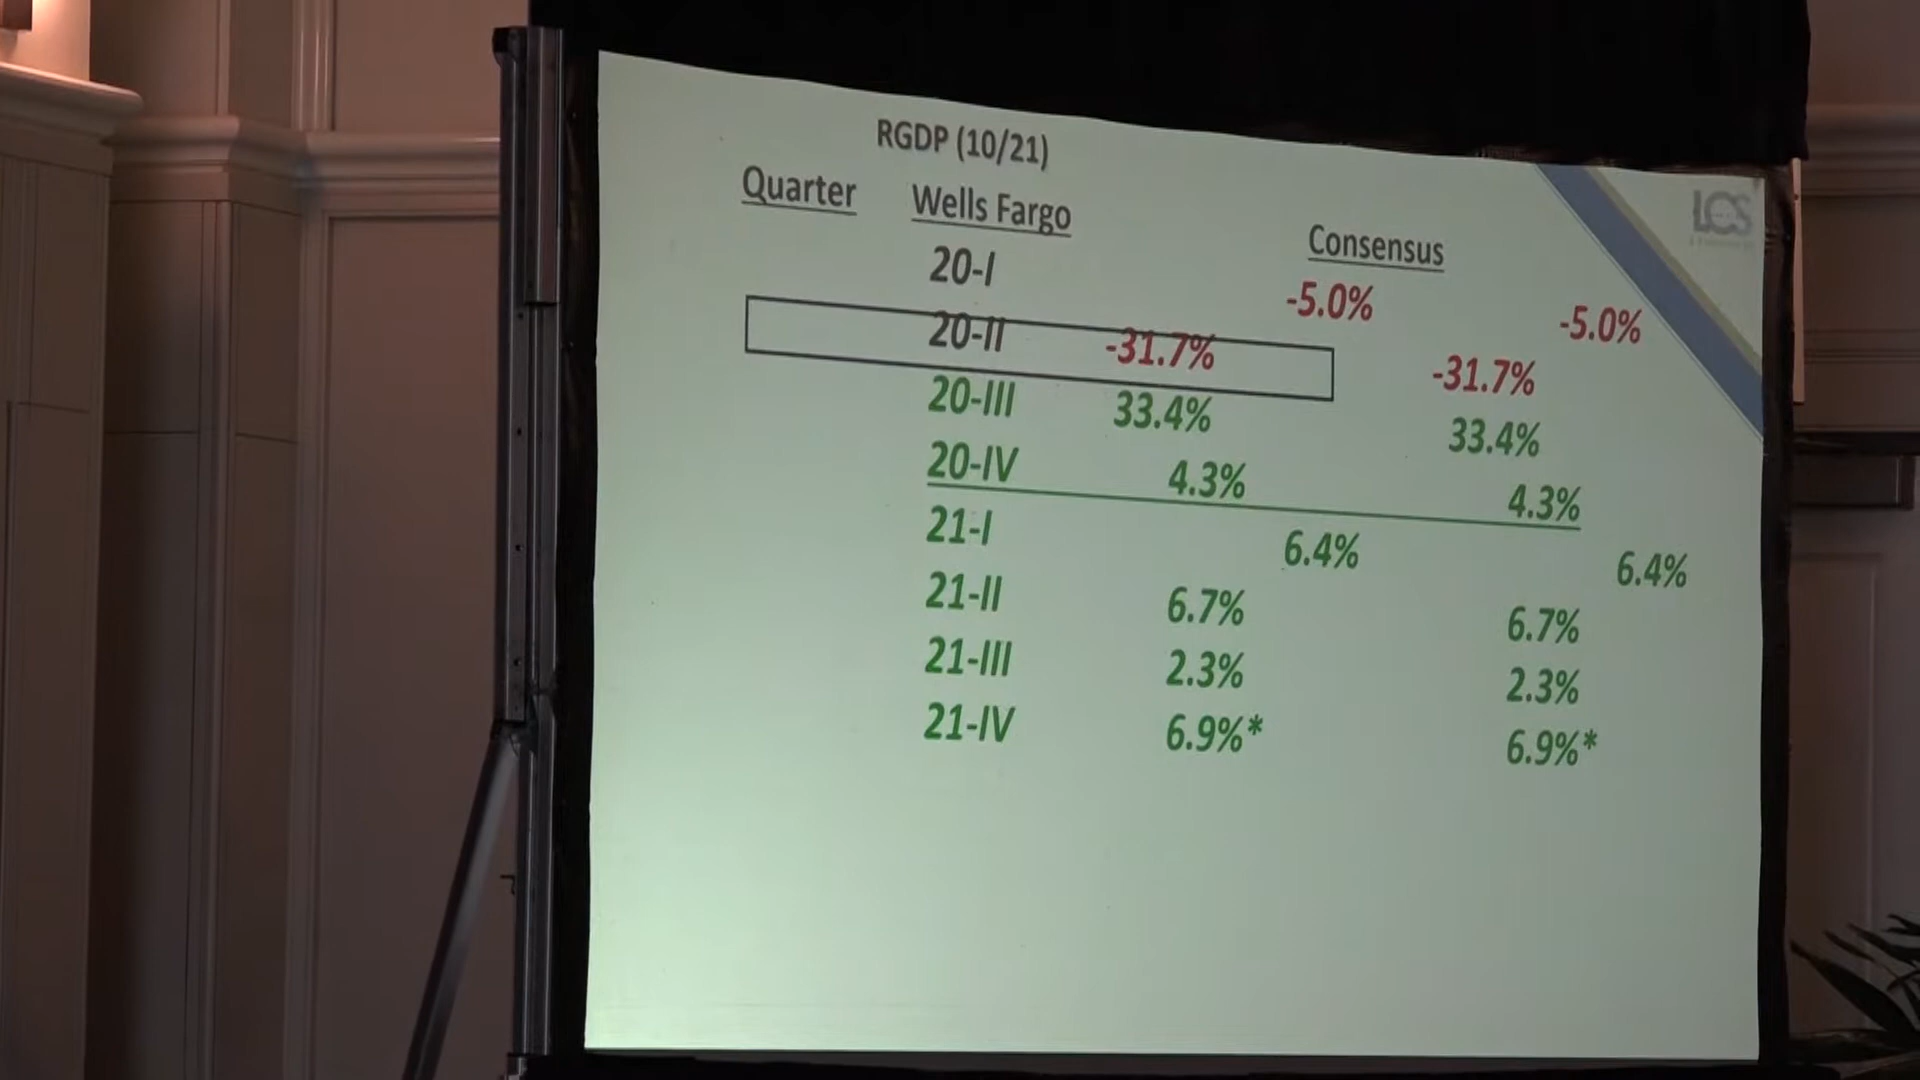 RGDP (10/21)
Quarter Wells Fargo Consensus
20-I -5.0% -5.0%
20-II -31.7% -31.7%
20-III 33.4% 33.4%
20-IV 4.3% 4.3%
21-I 6.4% 6.4%
21-II 6.7% 6.7%
21-III 2.3% 2.3%
21-IV 6.9%* 6.9%*
LCS